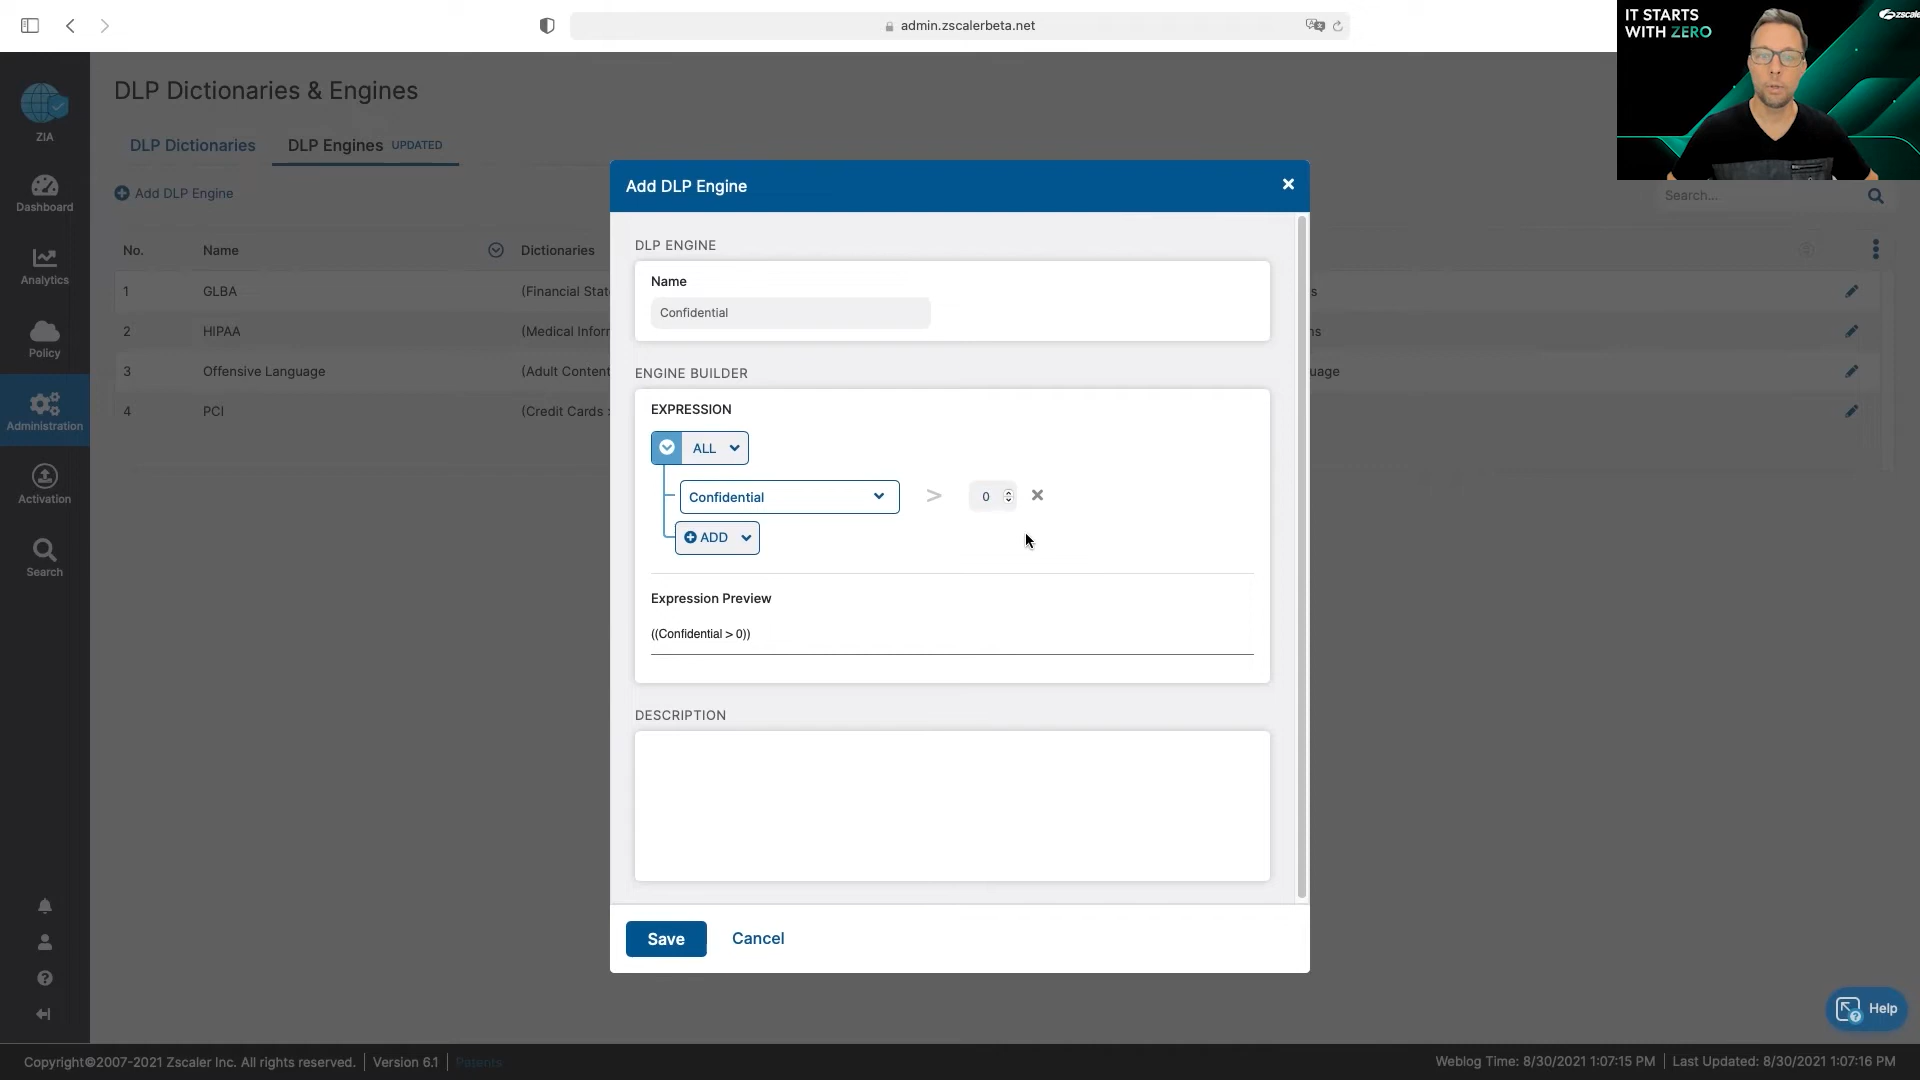 admin.zscalerbeta.net
IT STARTS
WITH ZERO
ZIA
Dashboard
Analytics
Policy
Administration
Activation
Search
DLP Dictionaries & Engines
DLP Dictionaries
DLP Engines UPDATED
Add DLP Engine
Search...
No. Name Dictionaries
1 GLBA (Financial Stat
2 HIPAA (Medical Inforr
3 Offensive Language (Adult Content
4 PCI (Credit Cards
Add DLP Engine
DLP ENGINE
Name
Confidential
ENGINE BUILDER
EXPRESSION
ALL
Confidential > 0
ADD
Expression Preview
((Confidential > 0))
DESCRIPTION
Save Cancel
Help
Copyright©2007-2021 Zscaler Inc. All rights reserved. | Version 6.1 | Patents
Weblog Time: 8/30/2021 1:07:15 PM | Last Updated: 8/30/2021 1:07:16 PM